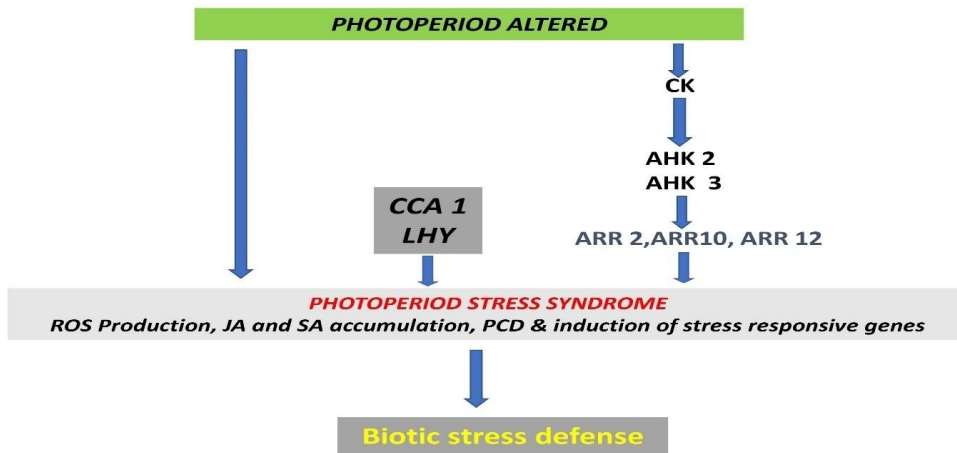 PHOTOPERIOD ALTERED
CK
AHK 2
AHK 3
CCA 1
LHY
ARR 2,ARR10, ARR 12
PHOTOPERIOD STRESS SYNDROME
ROS Production, JA and SA accumulation, PCD & induction of stress responsive genes
Biotic stress defense